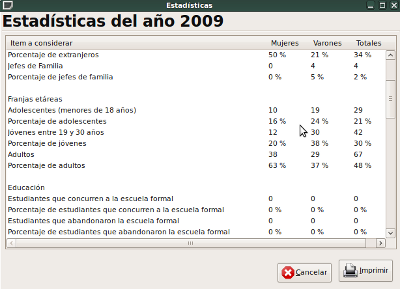 Estadísticas
Estadísticas del año 2009
Item a considerar Mujeres Varones Totales
Porcentaje de extranjeros 50 % 21 % 34 %
Jefes de Familia 0 4 4
Porcentaje de jefes de familia 0 % 5 % 2 %
Franjas etáreas
Adolescentes (menores de 18 años) 10 19 29
Porcentaje de adolescentes 16 % 24 % 21 %
Jóvenes entre 19 y 30 años 12 30 42
Porcentaje de jóvenes 20 % 38 % 30 %
Adultos 38 29 67
Porcentaje de adultos 63 % 37 % 48 %
Educación
Estudiantes que concurren a la escuela formal 0 0 0
Porcentaje de estudiantes que concurren a la escuela formal 0 % 0 % 0 %
Estudiantes que abandonaron la escuela formal 0 0 0
Porcentaje de estudiantes que abandonaron la escuela formal 0 % 0 % 0 %
Cancelar Imprimir